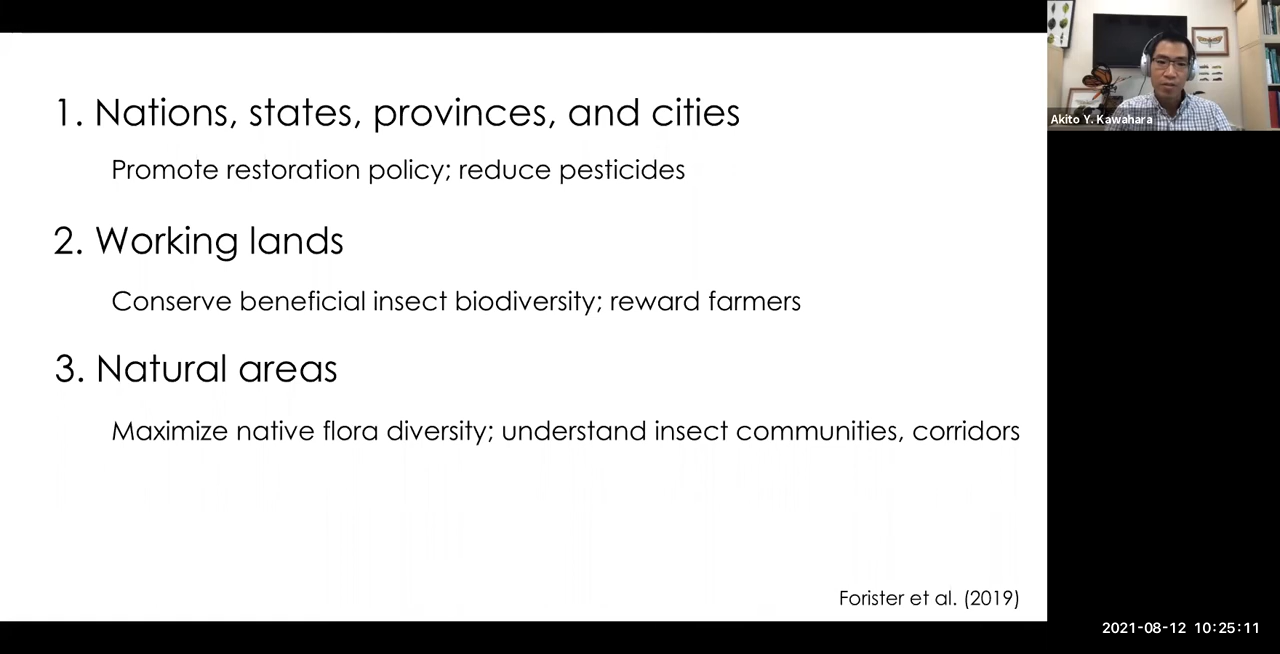 1. Nations, states, provinces, and cities
Promote restoration policy; reduce pesticides
2. Working lands
Conserve beneficial insect biodiversity; reward farmers
3. Natural areas
Maximize native flora diversity; understand insect communities, corridors
Forister et al. (2019)
Akito Y. Kawahara
2021-08-12 10:25:11